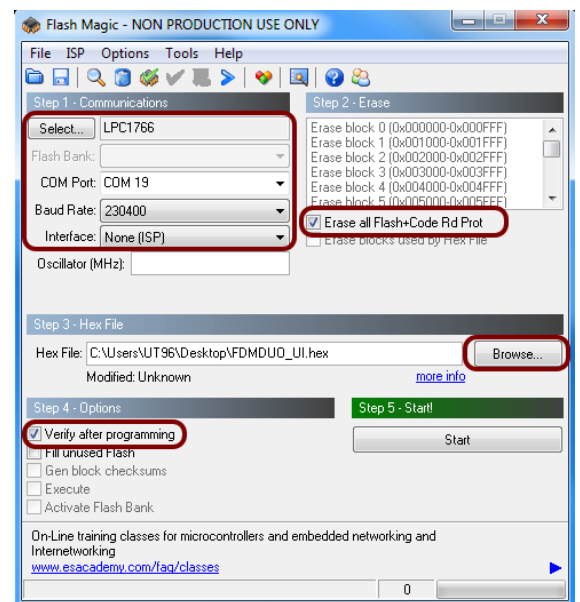 Flash Magic - NON PRODUCTION USE ONLY
File ISP Options Tools Help
Step 1 - Communications
Select... LPC1766
Flash Bank:
COM Port: COM 19
Baud Rate: 230400
Interface: None (ISP)
Oscillator (MHz):
Step 2 - Erase
Erase block 0 (0x000000-0x000FFF)
Erase block 1 (0x001000-0x001FFF)
Erase block 2 (0x002000-0x002FFF)
Erase block 3 (0x003000-0x003FFF)
Erase block 4 (0x004000-0x004FFF)
Erase block 5 (0x005000-0x005FFF)
Erase all Flash+Code Rd Prot
Erase blocks used by Hex File
Step 3 - Hex File
Hex File: C:\Users\UT96\Desktop\FDMDUO_UI.hex Browse...
Modified: Unknown more info
Step 4 - Options
Verify after programming
Fill unused Flash
Gen block checksums
Execute
Activate Flash Bank
Step 5 - Start!
Start
On-Line training classes for microcontrollers and embedded networking and
Internetworking
www.esacademy.com/faq/classes
0